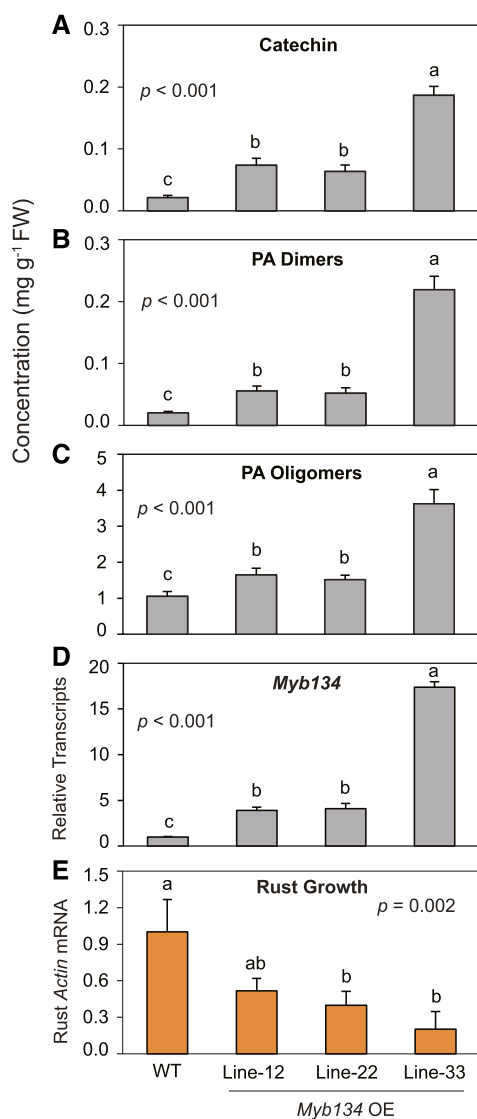 A
0.3
Catechin
a
0.2
p < 0.001
b
b
0.1
c
0.0
Concentration (mg g-1 FW)
B
0.3
PA Dimers
a
0.2
p < 0.001
0.1
b
b
c
0.0
C
5
PA Oligomers
a
4
p < 0.001
3
b
b
2
c
1
0
D
20
Myb134
a
15
p < 0.001
10
b
b
5
c
0
Relative Transcripts
E
1.5
a
Rust Growth
p = 0.002
1.2
0.9
ab
b
b
0.6
0.3
0.0
Rust Actin mRNA
WT Line-12 Line-22 Line-33
Myb134 OE